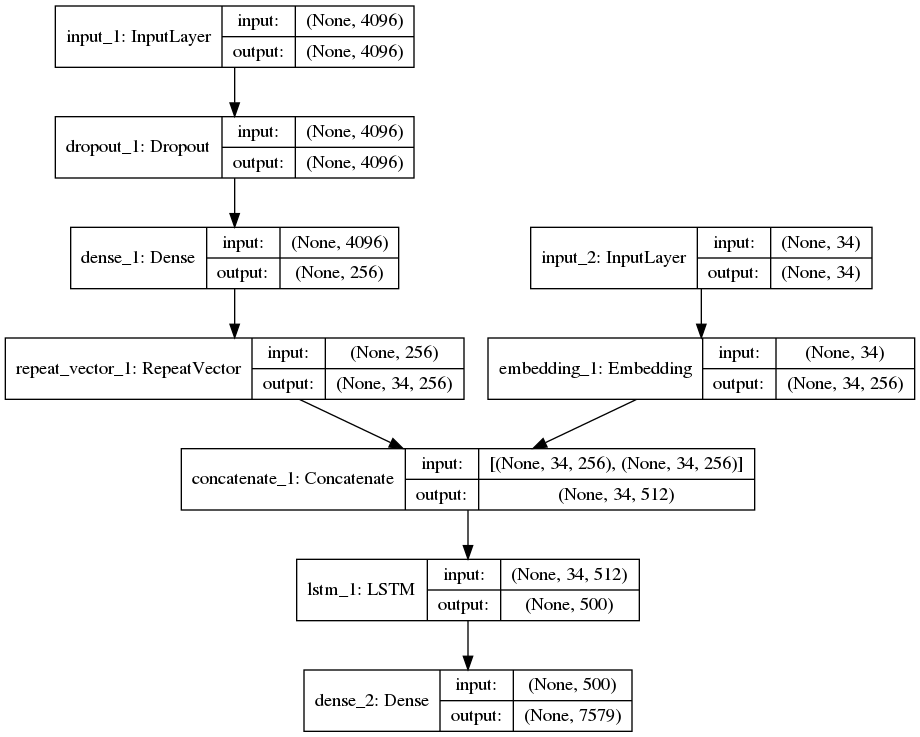 input_1: InputLayer
input: (None, 4096)
output: (None, 4096)
dropout_1: Dropout
input: (None, 4096)
output: (None, 4096)
dense_1: Dense
input: (None, 4096)
output: (None, 256)
input_2: InputLayer
input: (None, 34)
output: (None, 34)
repeat_vector_1: RepeatVector
input: (None, 256)
output: (None, 34, 256)
embedding_1: Embedding
input: (None, 34)
output: (None, 34, 256)
concatenate_1: Concatenate
input: [(None, 34, 256), (None, 34, 256)]
output: (None, 34, 512)
lstm_1: LSTM
input: (None, 34, 512)
output: (None, 500)
dense_2: Dense
input: (None, 500)
output: (None, 7579)